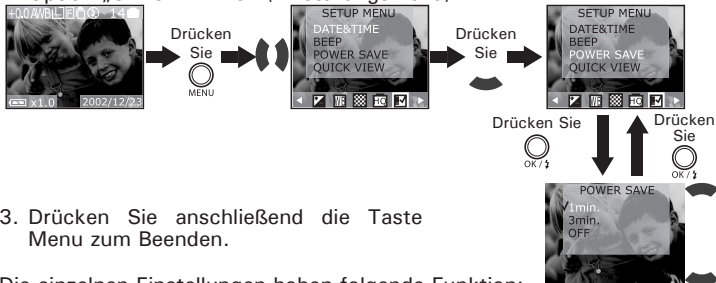 +0.0 AWB L F 14
x1.0 2002/12/23
Drücken
Sie
MENU
SETUP MENU
DATE&TIME
BEEP
POWER SAVE
QUICK VIEW
Drücken
Sie
SETUP MENU
DATE&TIME
BEEP
POWER SAVE
QUICK VIEW
Drücken Sie
OK /
Drücken
Sie
OK /
POWER SAVE
1min.
3min.
OFF
3. Drücken Sie anschließend die Taste
Menu zum Beenden.
Die einzelnen Einstellungen haben folgende Funktion: